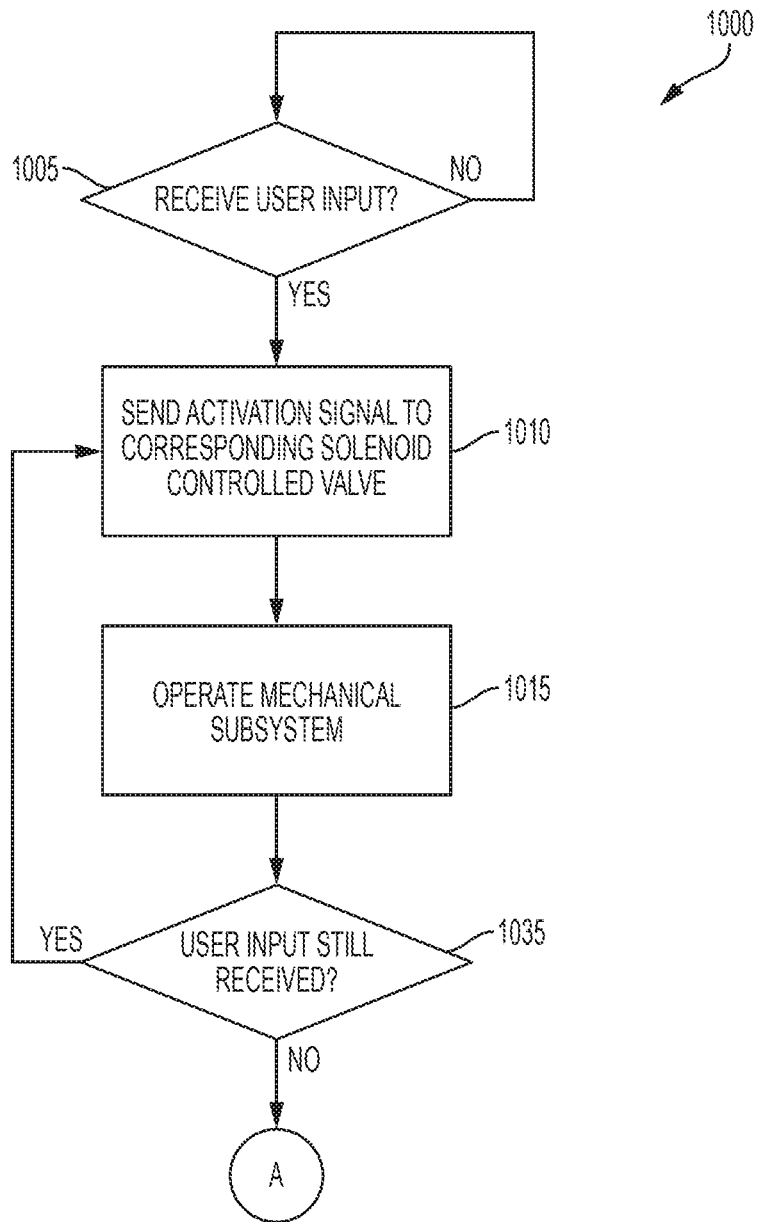 1000
1005
RECEIVE USER INPUT?
NO
YES
SEND ACTIVATION SIGNAL TO
CORRESPONDING SOLENOID
CONTROLLED VALVE
1010
OPERATE MECHANICAL
SUBSYSTEM
1015
YES
USER INPUT STILL
RECEIVED?
1035
NO
A